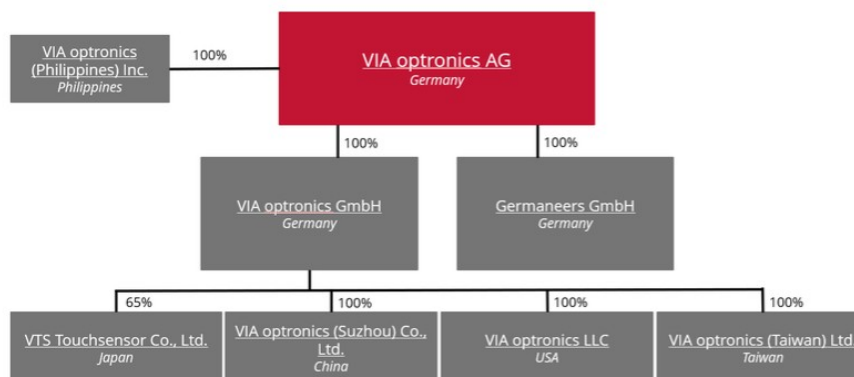 VIA optronics AG
Germany
VIA optronics
(Philippines) Inc.
Philippines
100%
100%
100%
VIA optronics GmbH
Germany
Germaneers GmbH
Germany
65%
100%
100%
100%
VTS Touchsensor Co., Ltd.
Japan
VIA optronics (Suzhou) Co.,
Ltd.
China
VIA optronics LLC
USA
VIA optronics (Taiwan) Ltd.
Taiwan